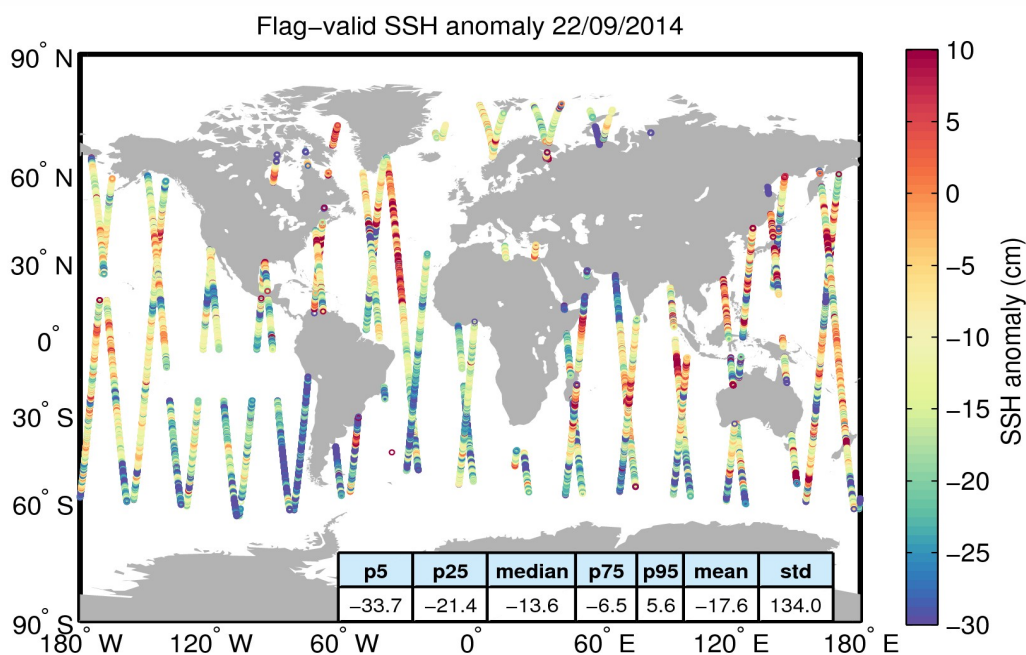 Flag−valid SSH anomaly 22/09/2014
90° N
60° N
30° N
0°
30° S
60° S
90° S
180° W
120° W
60° W
0°
60° E
120° E
180° E
p5 p25 median p75 p95 mean std
−33.7 −21.4 −13.6 −6.5 5.6 −17.6 134.0
10
5
0
−5
−10
−15
−20
−25
−30
SSH anomaly (cm)